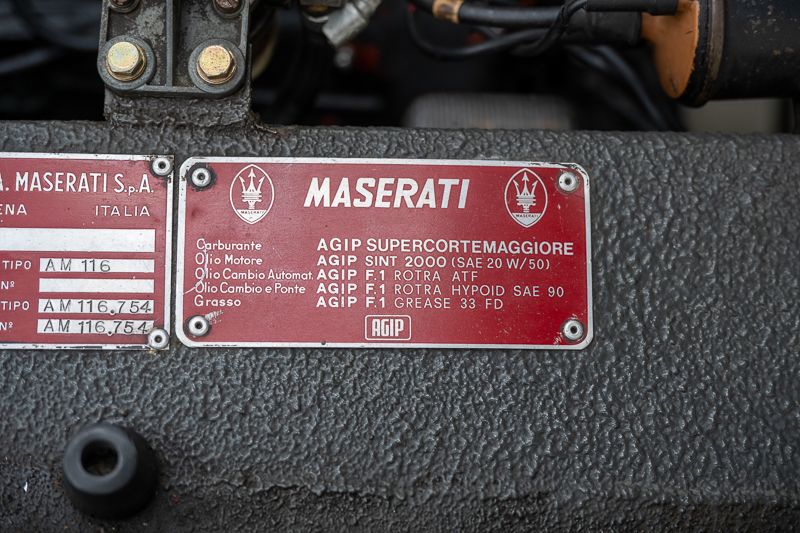 A. MASERATI S.p.A.
ENA ITALIA
TIPO AM 116
AM 116.754
Nº AM 116.754
MASERATI
MASERATI
MASERATI
Carburante AGIP SUPERCORTEMAGGIORE
Olio Motore AGIP SINT 2000 (SAE 20 W/50)
Olio Cambio Automat. AGIP F.1 ROTRA ATF
Olio Cambio e Ponte AGIP F.1 ROTRA HYPOID SAE 90
Grasso AGIP F.1 GREASE 33 FD
AGIP